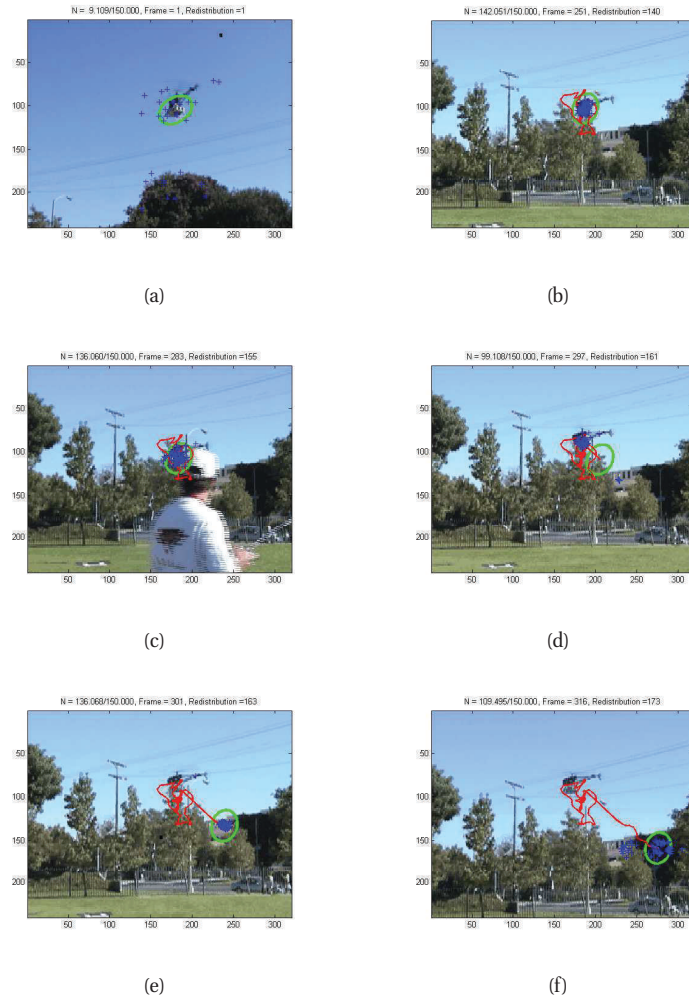 N = 9.109/150.000, Frame = 1, Redistribution =1
50
100
150
200
50 100 150 200 250 300
(a)
N = 142.051/150.000, Frame = 251, Redistribution =140
50
100
150
200
50 100 150 200 250 300
(b)
N = 136.060/150.000, Frame = 283, Redistribution =155
50
100
150
200
50 100 150 200 250 300
(c)
N = 99.108/150.000, Frame = 297, Redistribution =161
50
100
150
200
50 100 150 200 250 300
(d)
N = 136.068/150.000, Frame = 301, Redistribution =163
50
100
150
200
50 100 150 200 250 300
(e)
N = 109.495/150.000, Frame = 316, Redistribution =173
50
100
150
200
50 100 150 200 250 300
(f)